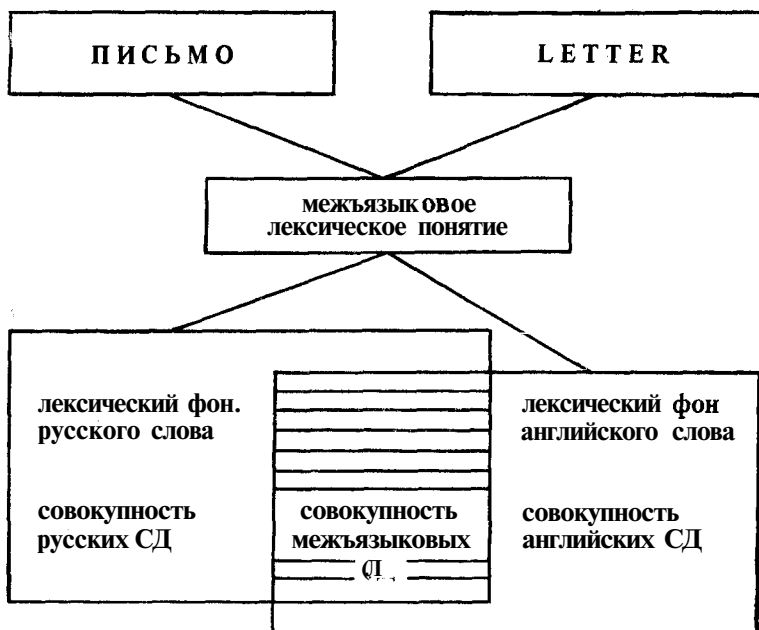 ПИСЬМО
LETTER
межъязыковое
лексическое понятие
лексический фон.
русского слова
лексический фон
английского слова
совокупность
русских СД
совокупность
межъязыковых
совокупность
английских СД